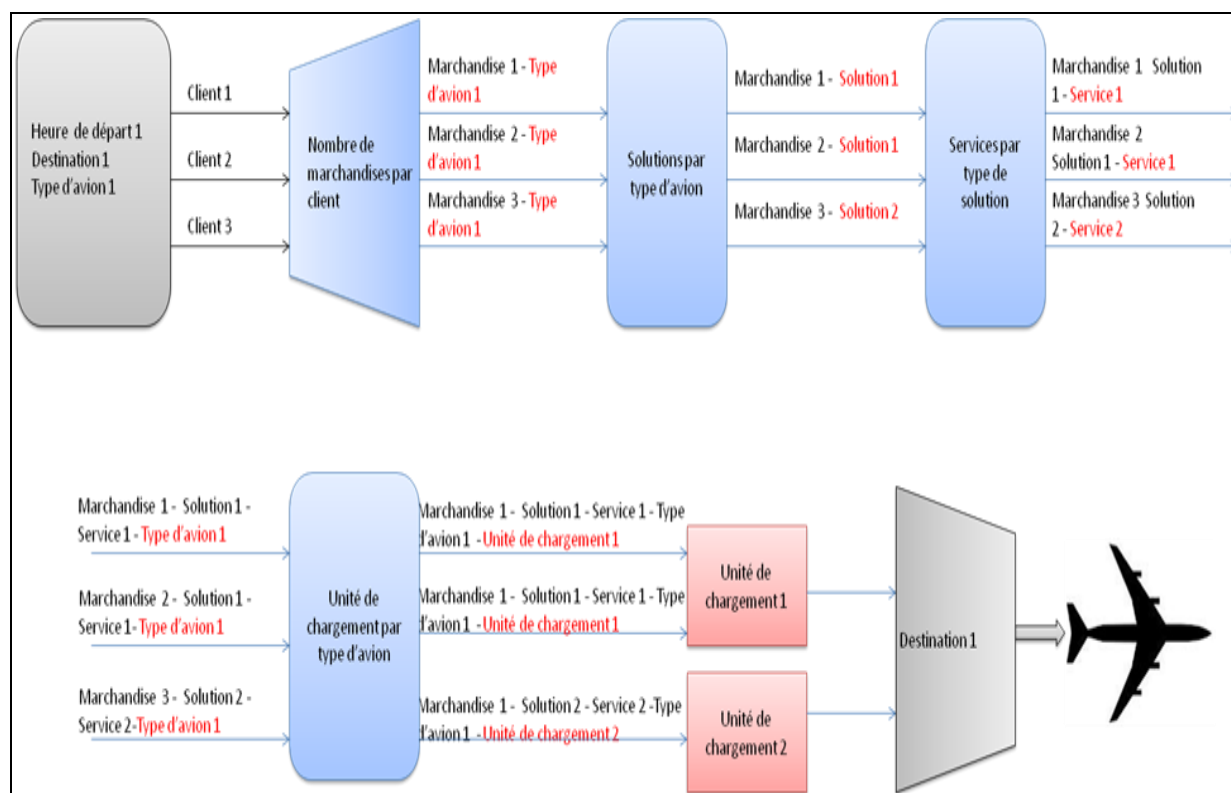 Heure de départ 1
Destination 1
Type d'avion 1
Client 1
Client 2
Client 3
Nombre de
marchandises par
client
Marchandise 1 - Type
d'avion 1
Marchandise 2 - Type
d'avion 1
Marchandise 3 - Type
d'avion 1
Solutions par
type d'avion
Marchandise 1 - Solution 1
Marchandise 2 - Solution 1
Marchandise 3 - Solution 2
Services par
type de
solution
Marchandise 1 Solution
1 - Service 1
Marchandise 2
Solution 1 - Service 1
Marchandise 3 Solution
2 - Service 2
Marchandise 1 - Solution 1 -
Service 1 - Type d'avion 1
Marchandise 2 - Solution 1 -
Service 1 - Type d'avion 1
Marchandise 3 - Solution 2 -
Service 2 - Type d'avion 1
Unité de
chargement par
type d'avion
Marchandise 1 - Solution 1 - Service 1 - Type
d'avion 1 - Unité de chargement 1
Marchandise 1 - Solution 1 - Service 1 - Type
d'avion 1 - Unité de chargement 1
Marchandise 1 - Solution 2 - Service 2 - Type
d'avion 1 - Unité de chargement 2
Unité de
chargement 1
Unité de
chargement 2
Destination 1